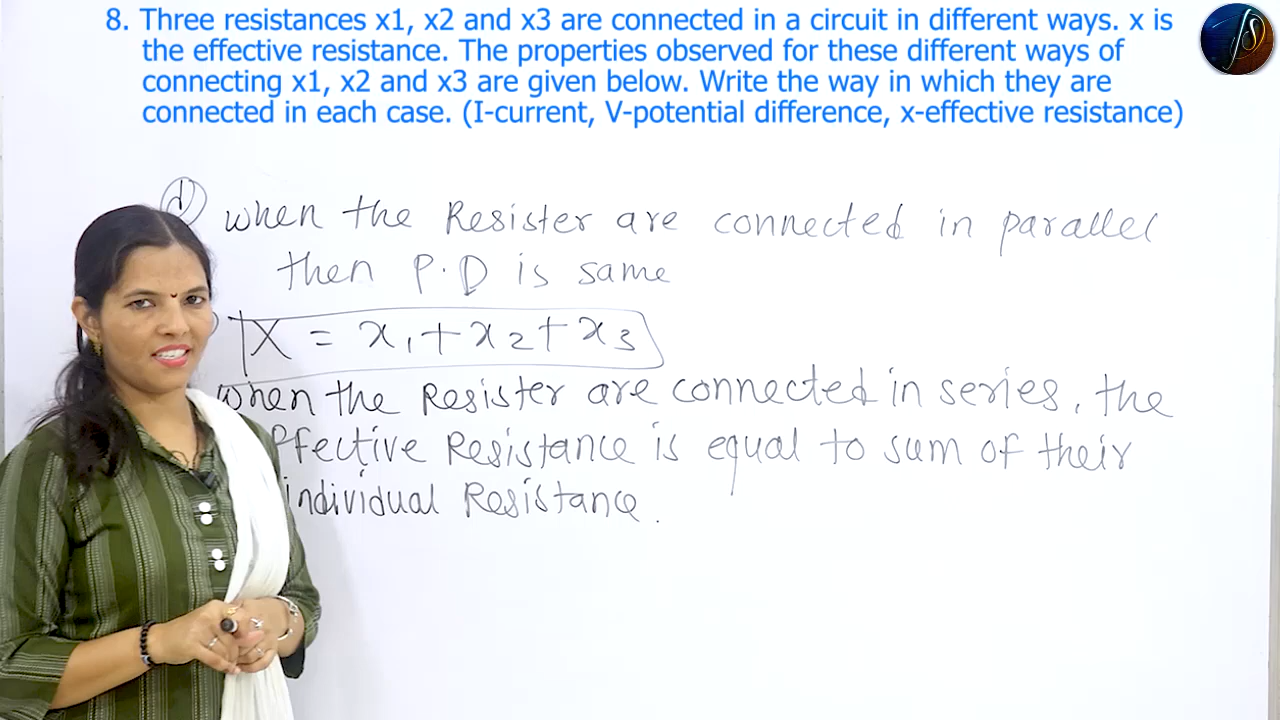 8. Three resistances x1, x2 and x3 are connected in a circuit in different ways. x is
the effective resistance. The properties observed for these different ways of
connecting x1, x2 and x3 are given below. Write the way in which they are
connected in each case. (I-current, V-potential difference, x-effective resistance)
when the Resister are connected in parallel
then P.D is same
X = x1 + x2 + x3
when the Resister are connected in series, the
effective Resistance is equal to sum of their
individual Resistance.